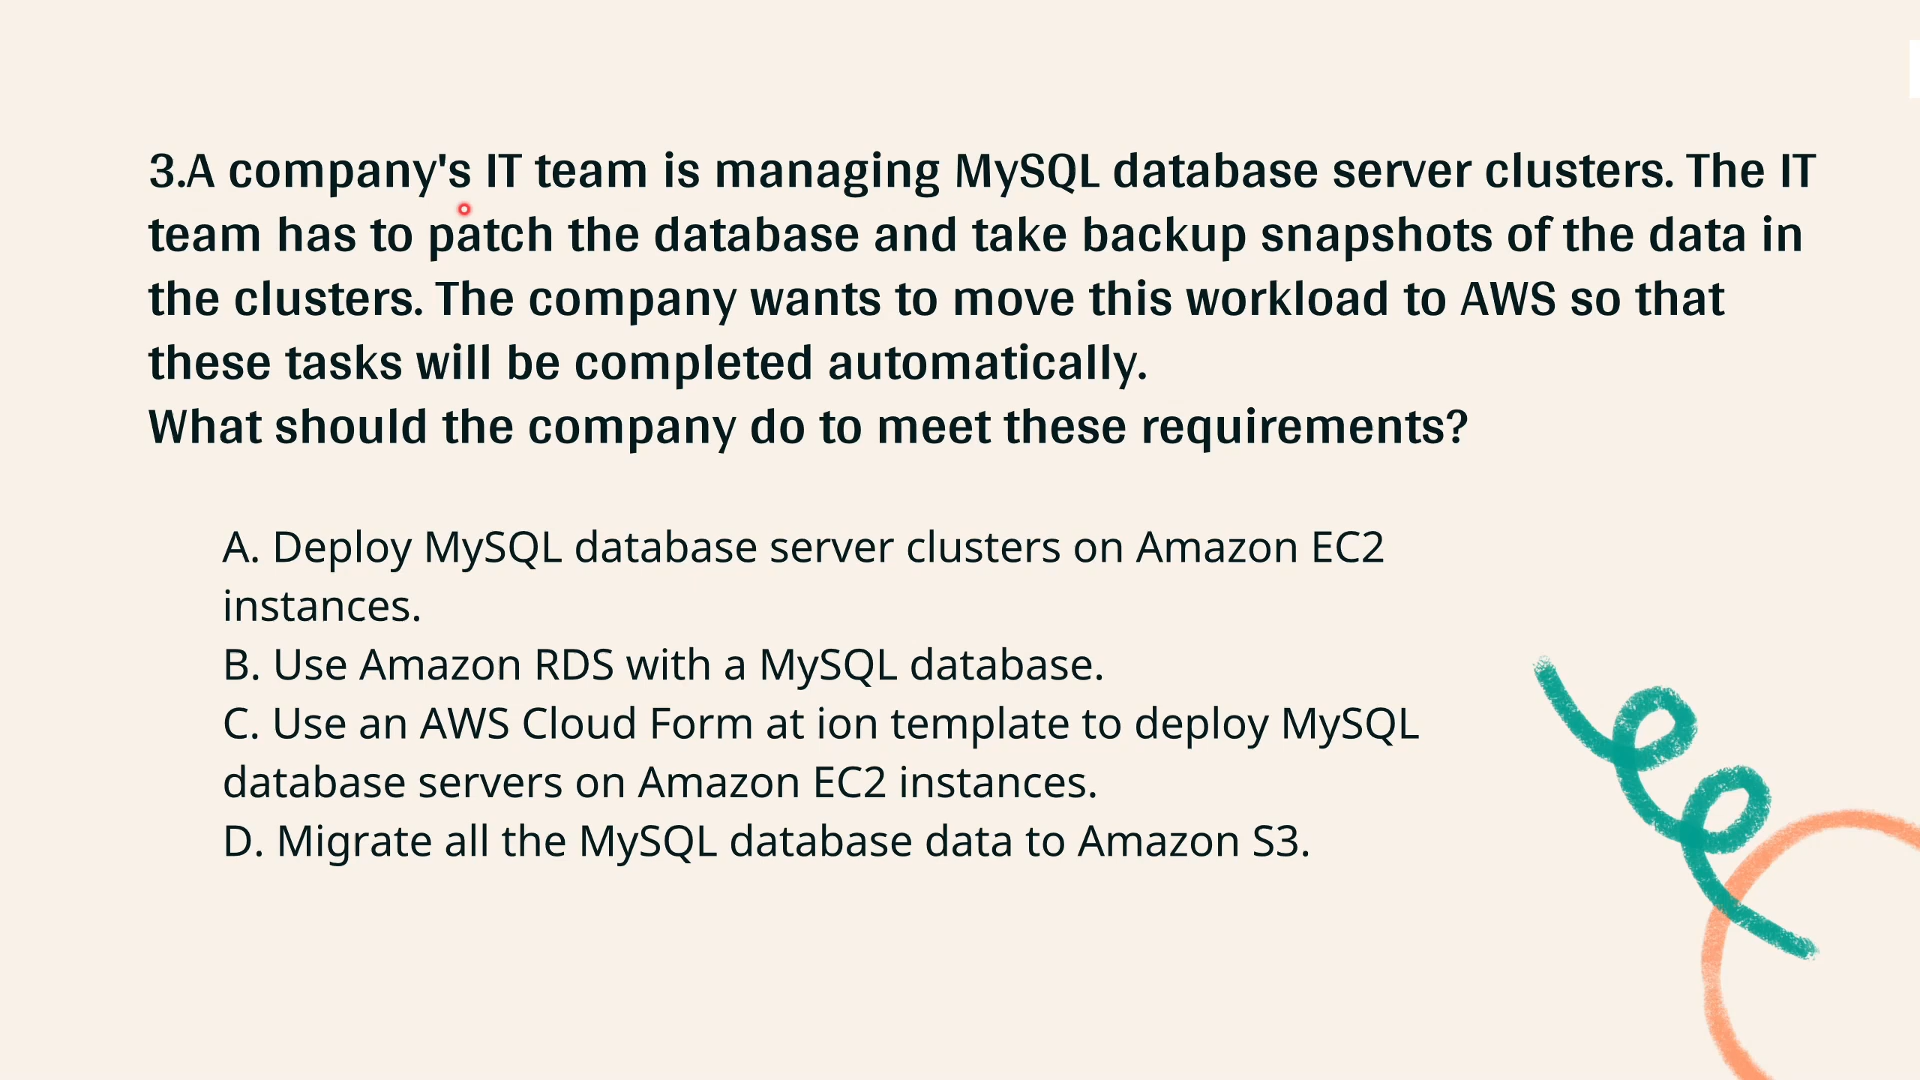 3.A company's IT team is managing MySQL database server clusters. The IT
team has to patch the database and take backup snapshots of the data in
the clusters. The company wants to move this workload to AWS so that
these tasks will be completed automatically.
What should the company do to meet these requirements?
A. Deploy MySQL database server clusters on Amazon EC2
instances.
B. Use Amazon RDS with a MySQL database.
C. Use an AWS Cloud Form at ion template to deploy MySQL
database servers on Amazon EC2 instances.
D. Migrate all the MySQL database data to Amazon S3.